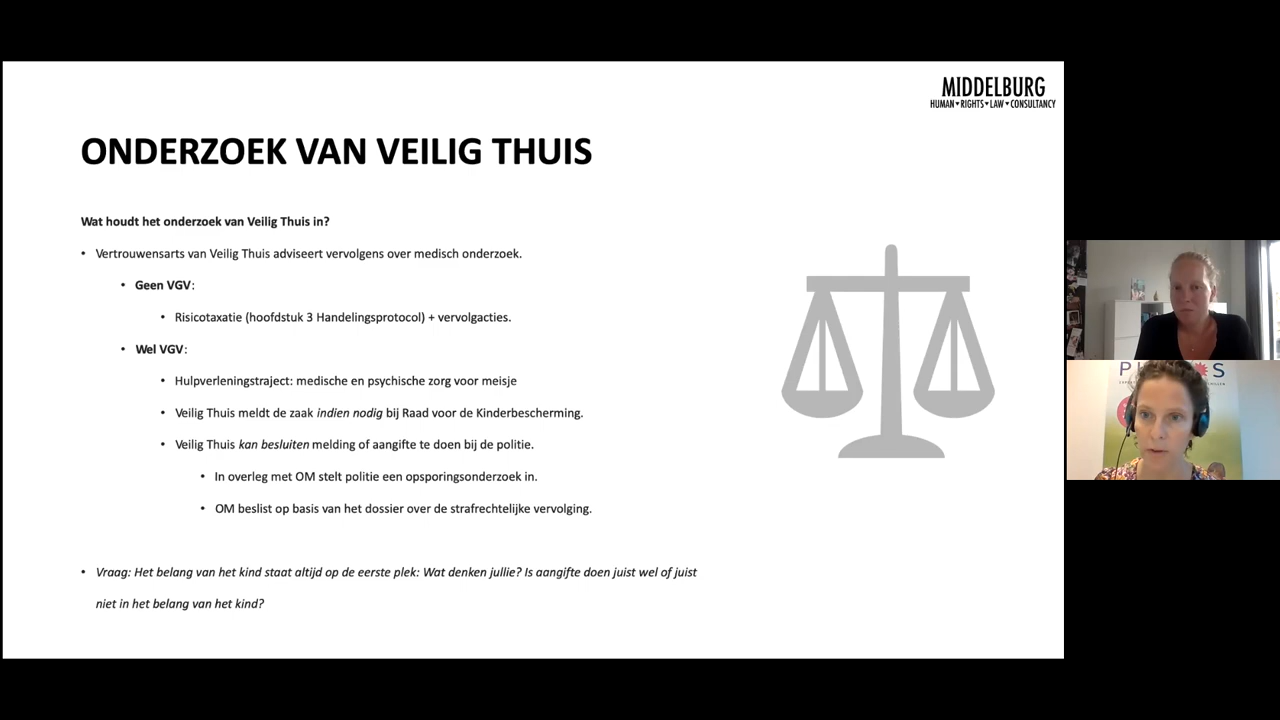 MIDDELBURG
HUMAN♥RIGHTS♥LAW♥CONSULTANCY
ONDERZOEK VAN VEILIG THUIS
Wat houdt het onderzoek van Veilig Thuis in?
• Vertrouwensarts van Veilig Thuis adviseert vervolgens over medisch onderzoek.
• Geen VGV:
• Risicotaxatie (hoofdstuk 3 Handelingsprotocol) + vervolgacties.
• Wel VGV:
• Hulpverleningstraject: medische en psychische zorg voor meisje
• Veilig Thuis meldt de zaak indien nodig bij Raad voor de Kinderbescherming.
• Veilig Thuis kan besluiten melding of aangifte te doen bij de politie.
• In overleg met OM stelt politie een opsporingsonderzoek in.
• OM beslist op basis van het dossier over de strafrechtelijke vervolging.
• Vraag: Het belang van het kind staat altijd op de eerste plek: Wat denken jullie? Is aangifte doen juist wel of juist
niet in het belang van het kind?